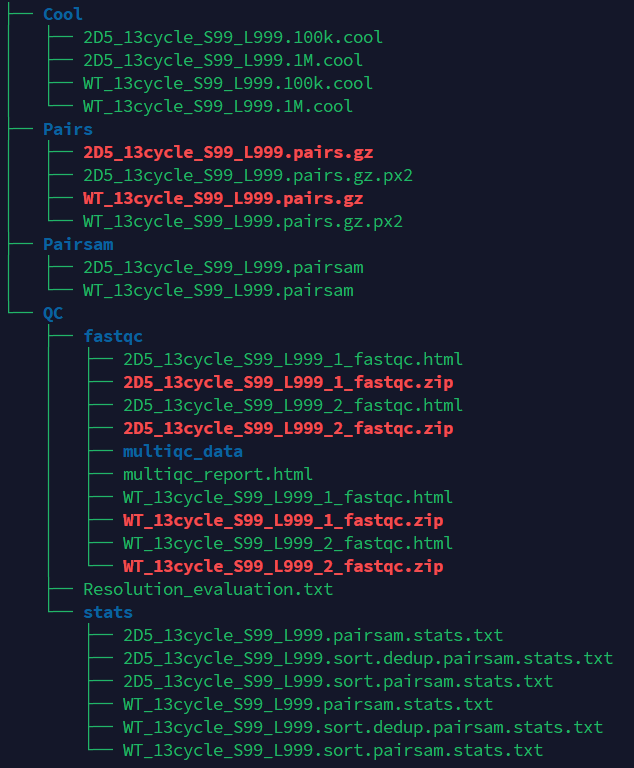 Cool
2D5_13cycle_S99_L999.100k.cool
2D5_13cycle_S99_L999.1M.cool
WT_13cycle_S99_L999.100k.cool
WT_13cycle_S99_L999.1M.cool
Pairs
2D5_13cycle_S99_L999.pairs.gz
2D5_13cycle_S99_L999.pairs.gz.px2
WT_13cycle_S99_L999.pairs.gz
WT_13cycle_S99_L999.pairs.gz.px2
Pairsam
2D5_13cycle_S99_L999.pairsam
WT_13cycle_S99_L999.pairsam
QC
fastqc
2D5_13cycle_S99_L999_1_fastqc.html
2D5_13cycle_S99_L999_1_fastqc.zip
2D5_13cycle_S99_L999_2_fastqc.html
2D5_13cycle_S99_L999_2_fastqc.zip
multiqc_data
multiqc_report.html
WT_13cycle_S99_L999_1_fastqc.html
WT_13cycle_S99_L999_1_fastqc.zip
WT_13cycle_S99_L999_2_fastqc.html
WT_13cycle_S99_L999_2_fastqc.zip
Resolution_evaluation.txt
stats
2D5_13cycle_S99_L999.pairsam.stats.txt
2D5_13cycle_S99_L999.sort.dedup.pairsam.stats.txt
2D5_13cycle_S99_L999.sort.pairsam.stats.txt
WT_13cycle_S99_L999.pairsam.stats.txt
WT_13cycle_S99_L999.sort.dedup.pairsam.stats.txt
WT_13cycle_S99_L999.sort.pairsam.stats.txt